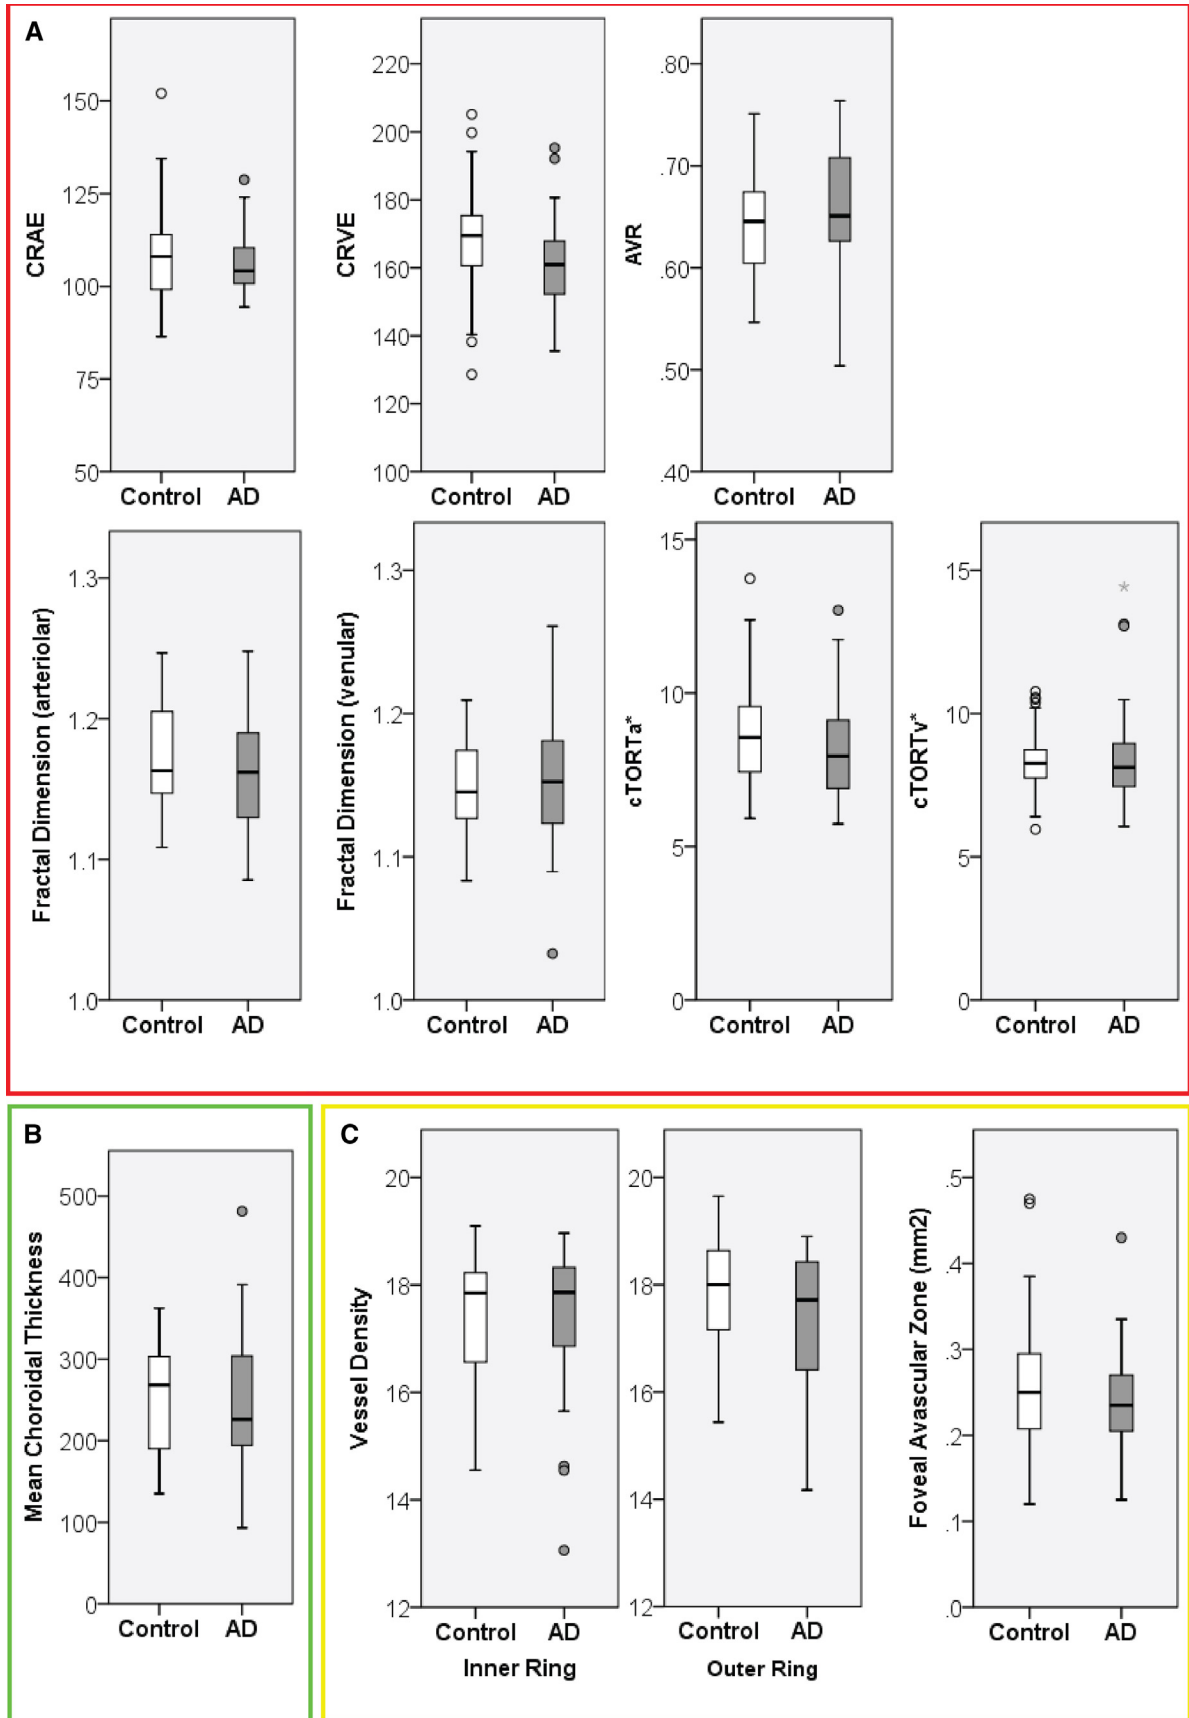 A
CRAE
150
125
100
75
50
Control AD
CRVE
220
200
180
160
140
120
100
Control AD
AVR
.80
.70
.60
.50
.40
Control AD
Fractal Dimension (arteriolar)
1.3
1.2
1.1
1.0
Control AD
Fractal Dimension (venular)
1.3
1.2
1.1
1.0
Control AD
cTORTa*
15
10
5
0
Control AD
cTORTv*
15
10
5
0
*
Control AD
B
Mean Choroidal Thickness
500
400
300
200
100
0
Control AD
C
Vessel Density
20
18
16
14
12
Control AD
Inner Ring
20
18
16
14
12
Control AD
Outer Ring
Foveal Avascular Zone (mm2)
.5
.4
.3
.2
.1
.0
Control AD